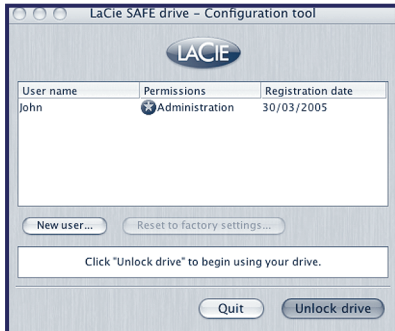 LaCie SAFE drive – Configuration tool
LACIE
User name Permissions Registration date
John Administration 30/03/2005
New user... Reset to factory settings...
Click "Unlock drive" to begin using your drive.
Quit Unlock drive